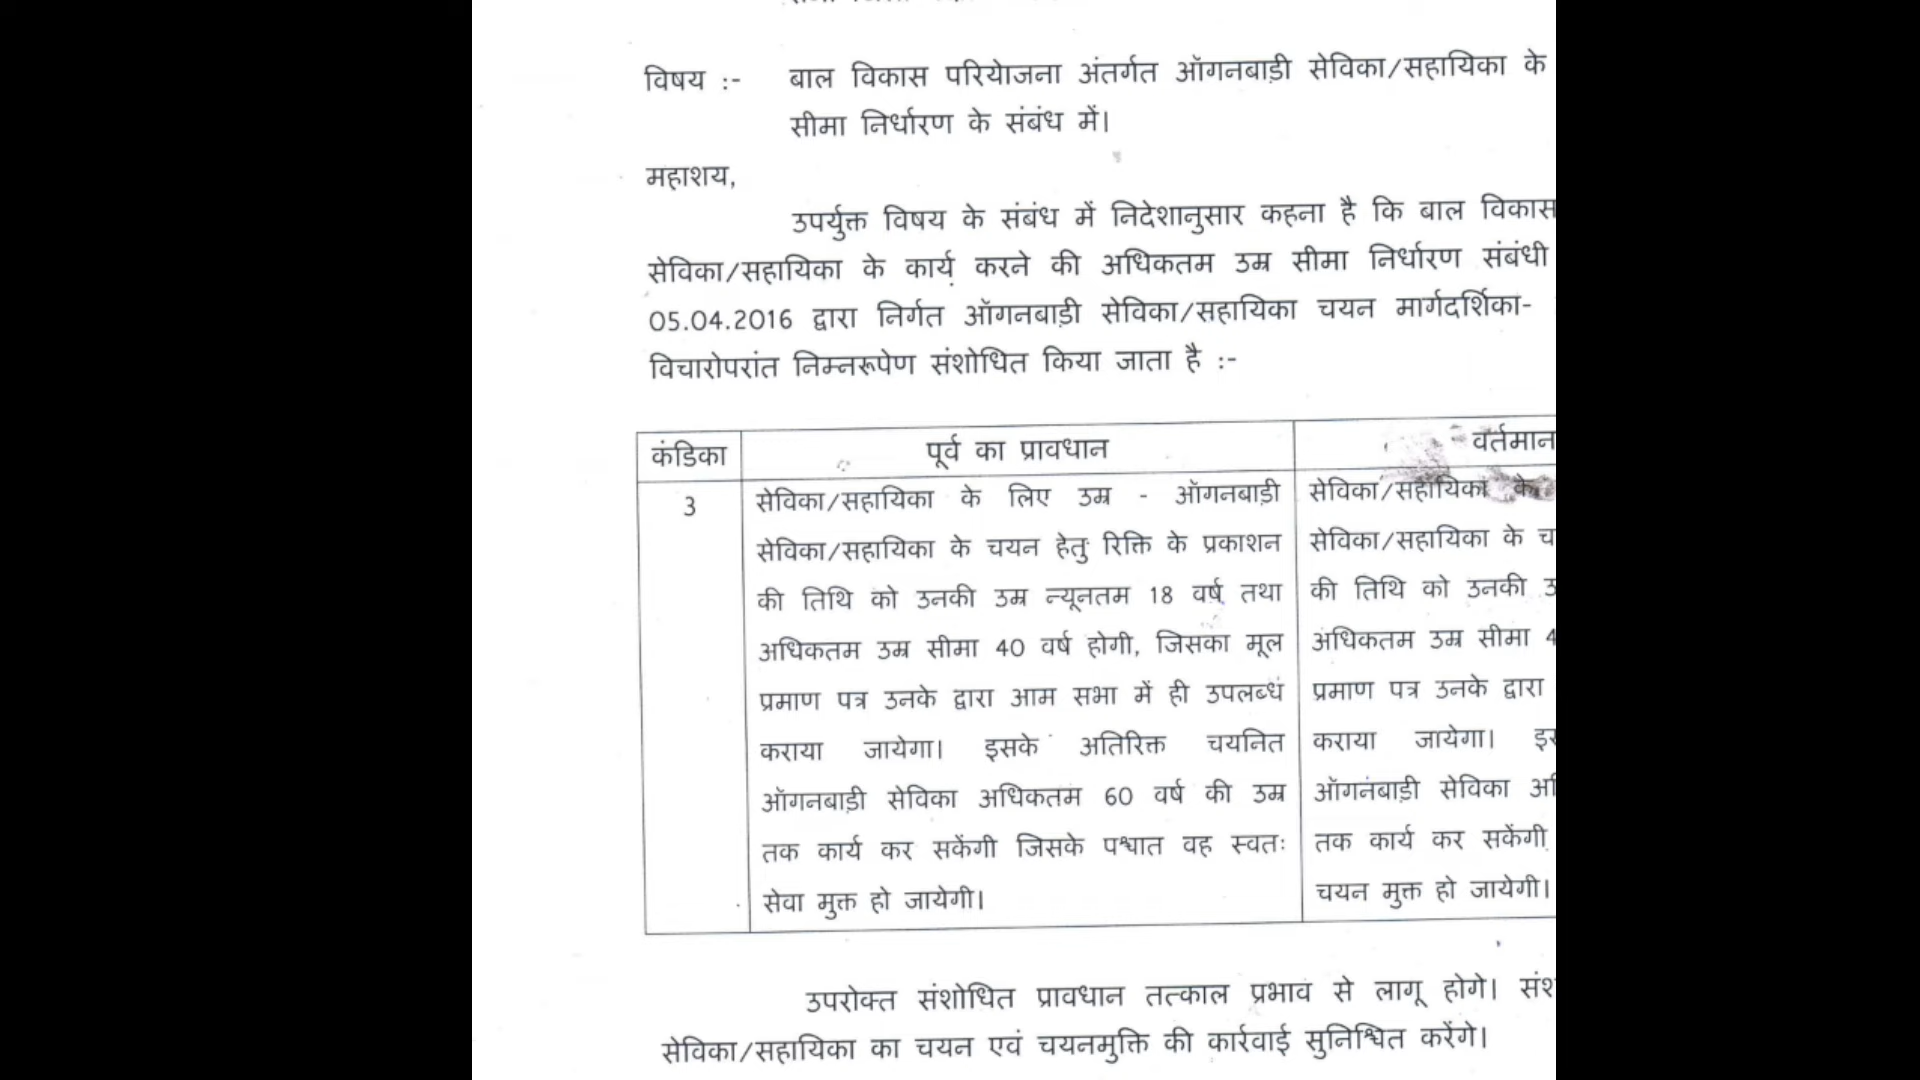 विषय :- बाल विकास परियोजना अंतर्गत ऑगनबाड़ी सेविका/सहायिका के
सीमा निर्धारण के संबंध में।
महाशय,
उपर्युक्त विषय के संबंध में निदेशानुसार कहना है कि बाल विकास
सेविका/सहायिका के कार्य करने की अधिकतम उम्र सीमा निर्धारण संबंधी
05.04.2016 द्वारा निर्गत ऑगनबाड़ी सेविका/सहायिका चयन मार्गदर्शिका-
विचारोपरांत निम्नरूपेण संशोधित किया जाता है :-
कंडिका पूर्व का प्रावधान वर्तमान
3 सेविका/सहायिका के लिए उम्र - ऑगनबाड़ी
सेविका/सहायिका के चयन हेतु रिक्ति के प्रकाशन
की तिथि को उनकी उम्र न्यूनतम 18 वर्ष तथा
अधिकतम उम्र सीमा 40 वर्ष होगी, जिसका मूल
प्रमाण पत्र उनके द्वारा आम सभा में ही उपलब्ध
कराया जायेगा। इसके अतिरिक्त चयनित
ऑगनबाड़ी सेविका अधिकतम 60 वर्ष की उम्र
तक कार्य कर सकेंगी जिसके पश्चात वह स्वतः
सेवा मुक्त हो जायेगी।
सेविका/सहायिका के
सेविका/सहायिका के च
की तिथि को उनकी उ
अधिकतम उम्र सीमा 4
प्रमाण पत्र उनके द्वारा
कराया जायेगा।
ऑगनबाड़ी सेविका
तक कार्य कर सकेंगी
चयन मुक्त हो जायेगी।
उपरोक्त संशोधित प्रावधान तत्काल प्रभाव से लागू होगे।
सेविका/सहायिका का चयन एवं चयनमुक्ति की कार्रवाई सुनिश्चित करेंगे।